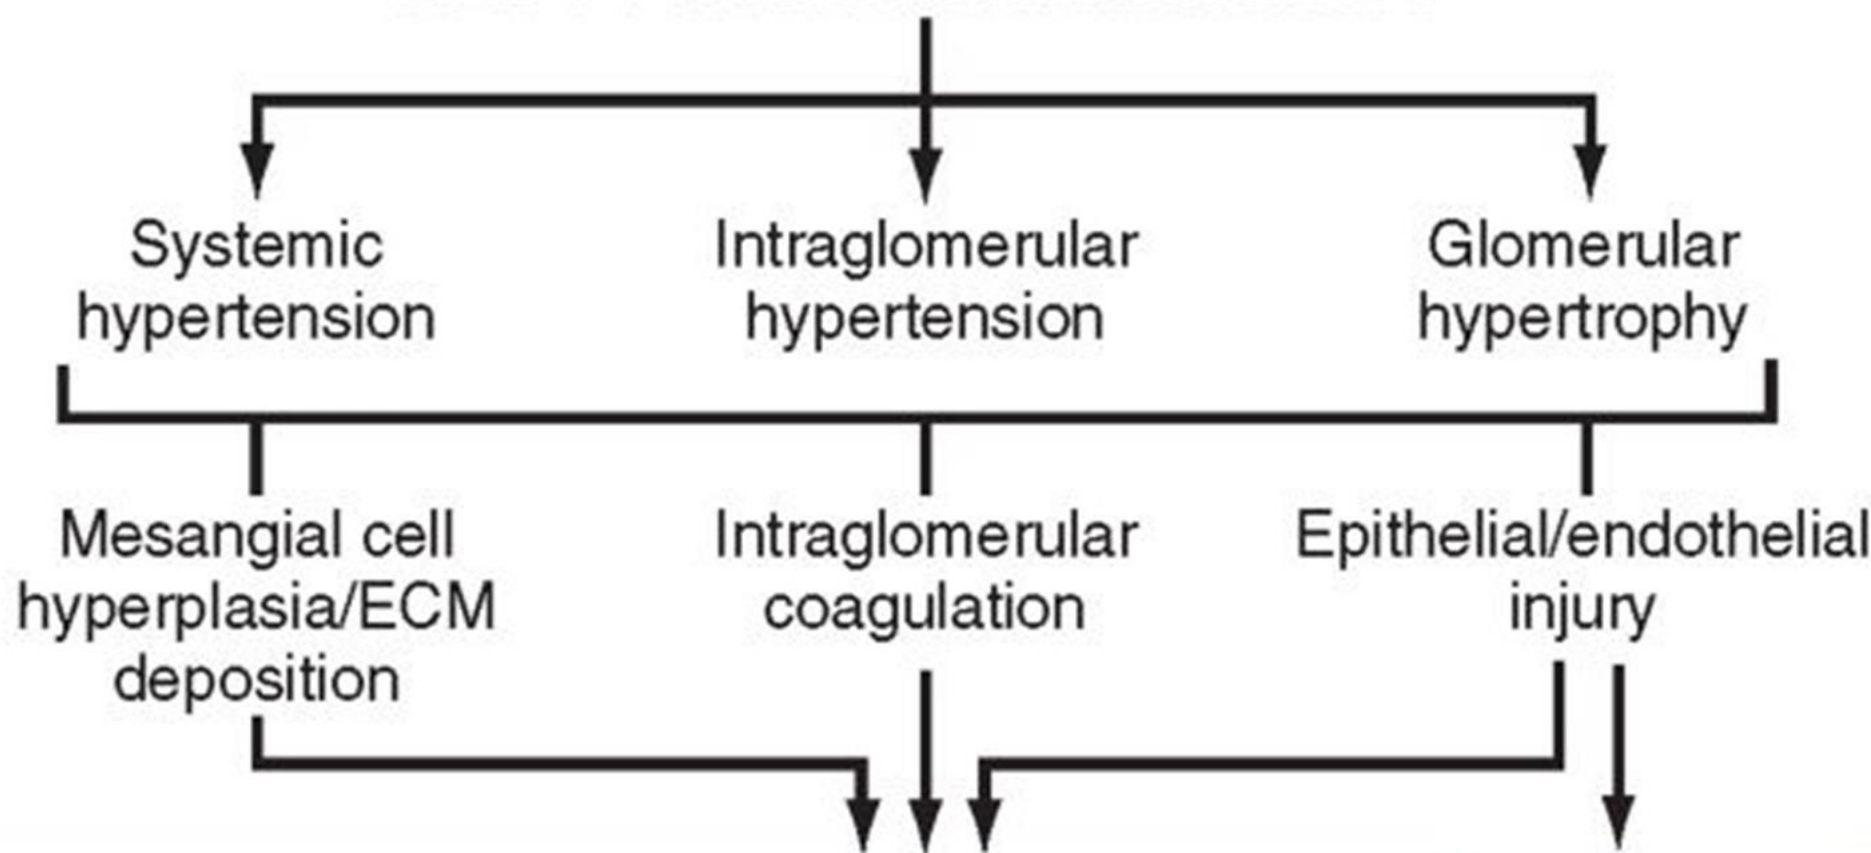 Systemic
hypertension
Intraglomerular
hypertension
Glomerular
hypertrophy
Mesangial cell
hyperplasia/ECM
deposition
Intraglomerular
coagulation
Epithelial/endothelial
injury